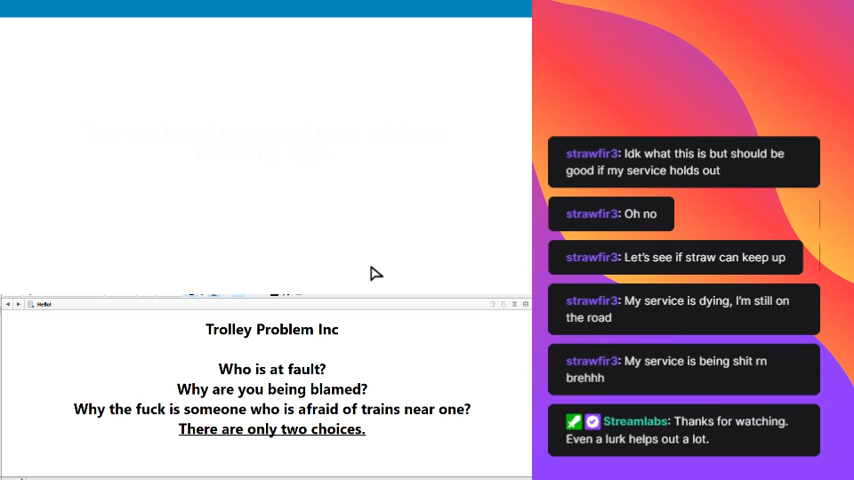 Hello!
Trolley Problem Inc
Who is at fault?
Why are you being blamed?
Why the fuck is someone who is afraid of trains near one?
There are only two choices.
strawfir3: Idk what this is but should be
good if my service holds out
strawfir3: Oh no
strawfir3: Let's see if straw can keep up
strawfir3: My service is dying, I'm still on
the road
strawfir3: My service is being shit rn
brehhh
Streamlabs: Thanks for watching.
Even a lurk helps out a lot.